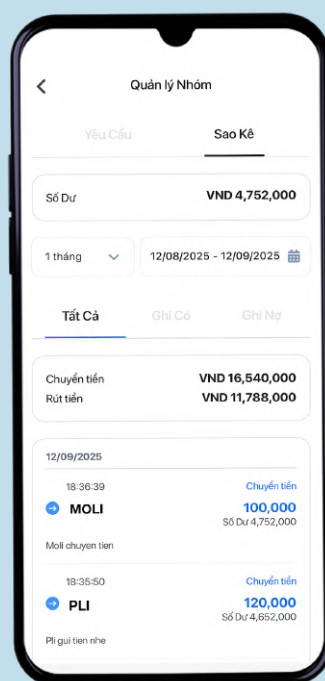 Quản lý Nhóm
Yêu Cầu Sao Kê
Số Dư VND 4,752,000
1 tháng 12/08/2025 - 12/09/2025
Tất Cả Ghi Có Ghi Nợ
Chuyển tiền VND 16,540,000
Rút tiền VND 11,788,000
12/09/2025
18:36:39 Chuyển tiền
MOLI 100,000
Số Dư 4,752,000
Moli chuyen tien
18:35:50 Chuyển tiền
PLI 120,000
Số Dư 4,652,000
Pli gui tien nhe